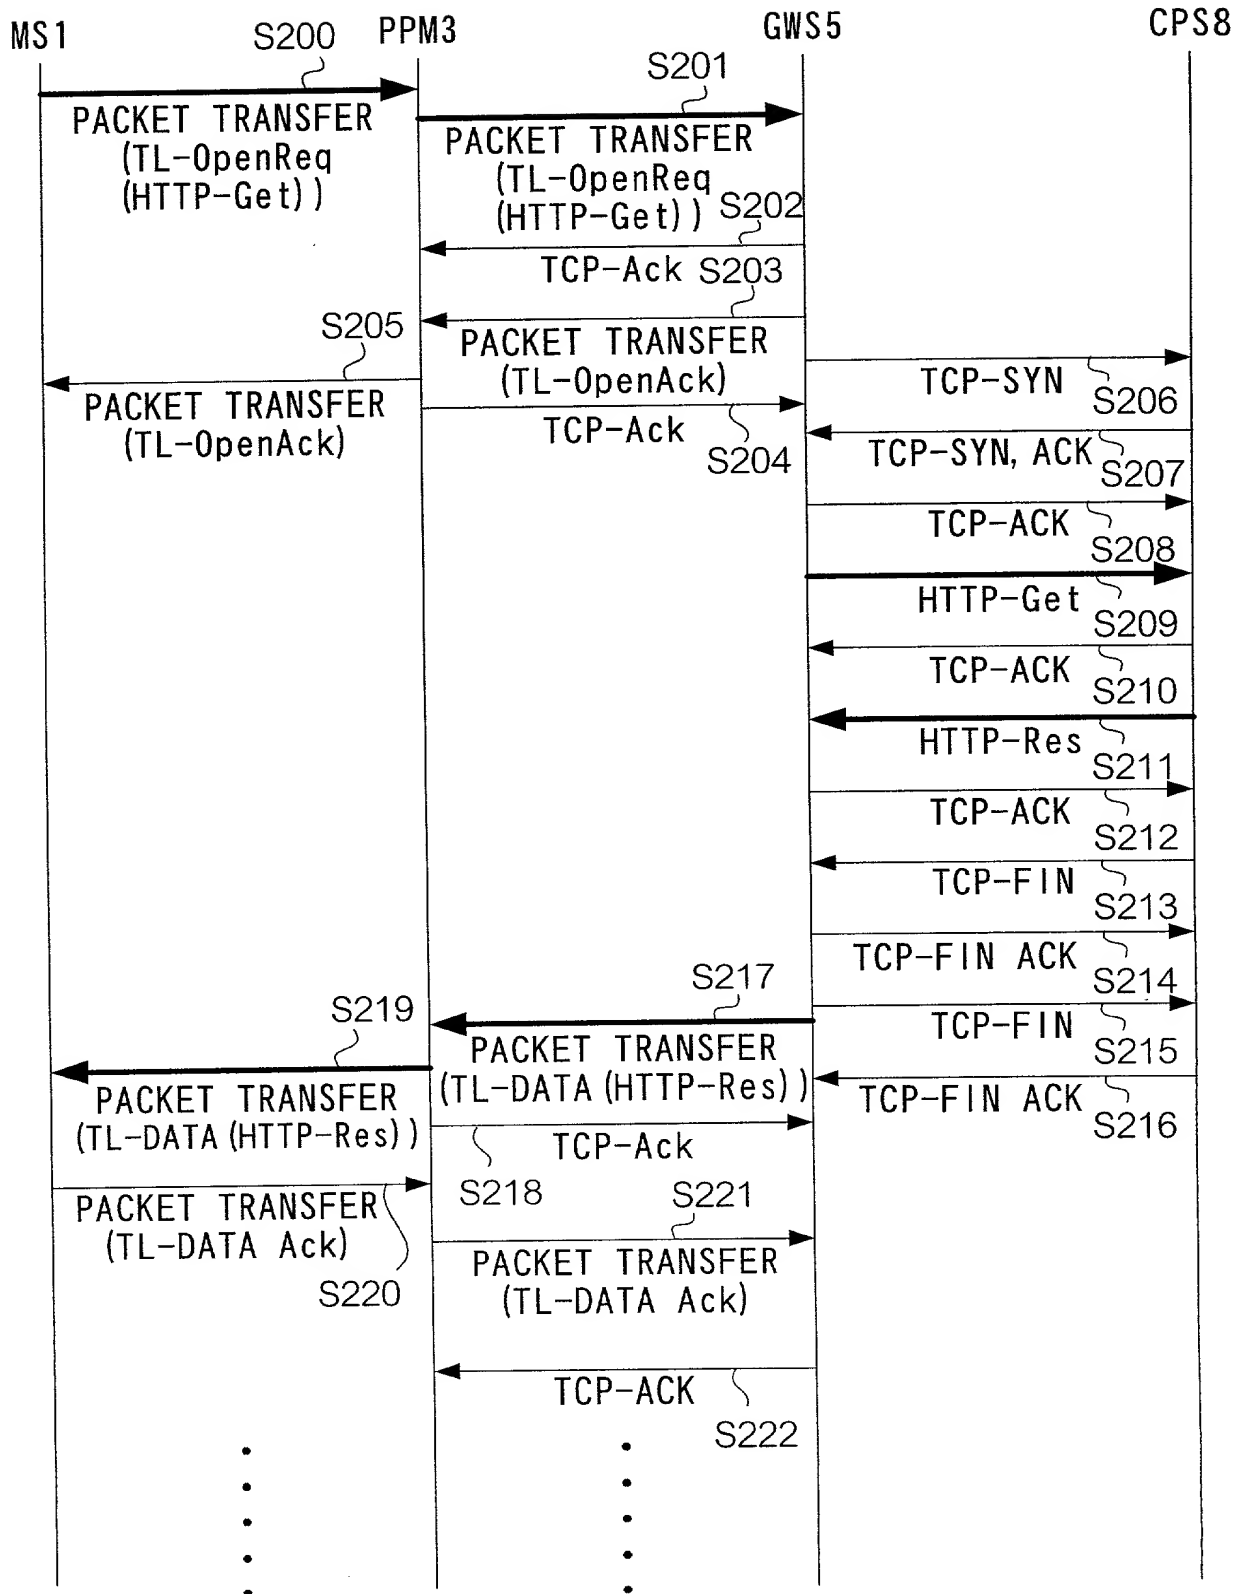 MS1
PPM3
GWS5
CPS8
S200
PACKET TRANSFER
(TL-OpenReq
(HTTP-Get))
S201
PACKET TRANSFER
(TL-OpenReq
(HTTP-Get))
S202
TCP-Ack
S203
PACKET TRANSFER
(TL-OpenAck)
S205
PACKET TRANSFER
(TL-OpenAck)
TCP-Ack
S204
TCP-SYN
S206
TCP-SYN, ACK
S207
TCP-ACK
S208
HTTP-Get
S209
TCP-ACK
S210
HTTP-Res
S211
TCP-ACK
S212
TCP-FIN
S213
TCP-FIN ACK
S214
TCP-FIN
S215
TCP-FIN ACK
S216
S217
PACKET TRANSFER
(TL-DATA(HTTP-Res))
S219
PACKET TRANSFER
(TL-DATA(HTTP-Res))
TCP-Ack
S218
PACKET TRANSFER
(TL-DATA Ack)
S220
S221
PACKET TRANSFER
(TL-DATA Ack)
TCP-ACK
S222